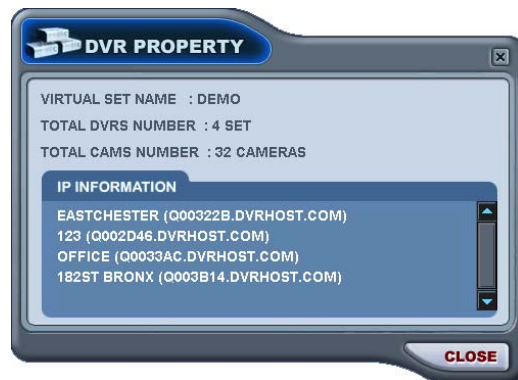 DVR PROPERTY
VIRTUAL SET NAME : DEMO
TOTAL DVRS NUMBER : 4 SET
TOTAL CAMS NUMBER : 32 CAMERAS
IP INFORMATION
EASTCHESTER (Q00322B.DVRHOST.COM)
123 (Q002D46.DVRHOST.COM)
OFFICE (Q0033AC.DVRHOST.COM)
182ST BRONX (Q003B14.DVRHOST.COM)
CLOSE